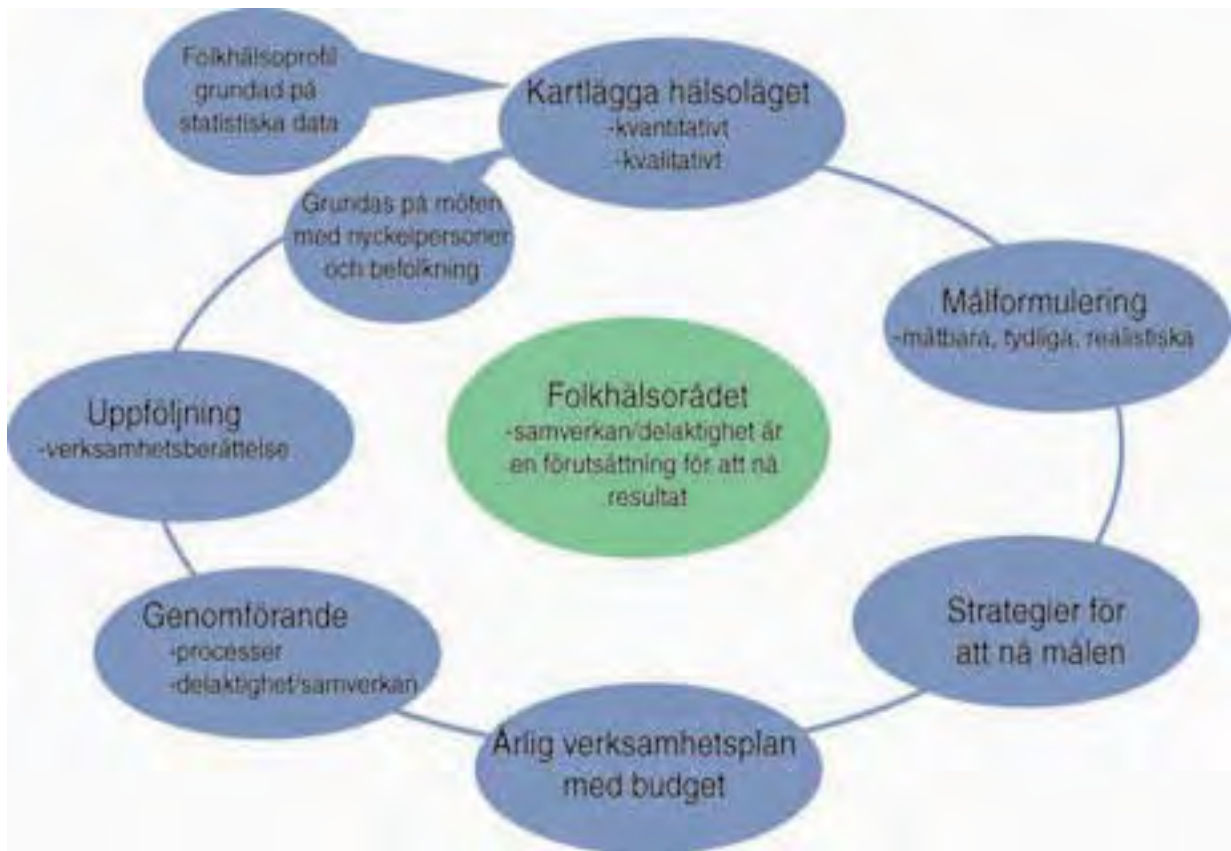 Folkhälsoprofil
grundad på
statistiska data
Kartlägga hälsoläget
-kvantitativt
-kvalitativt
Grundas på möten
med nyckelpersoner
och befolkning
Målformulering
-mätbara, tydliga, realistiska
Folkhälsorådet
-samverkan/delaktighet är
en förutsättning för att nå
resultat
Uppföljning
-verksamhetsberättelse
Strategier för
att nå målen
Genomförande
-processer
-delaktighet/samverkan
Årlig verksamhetsplan
med budget